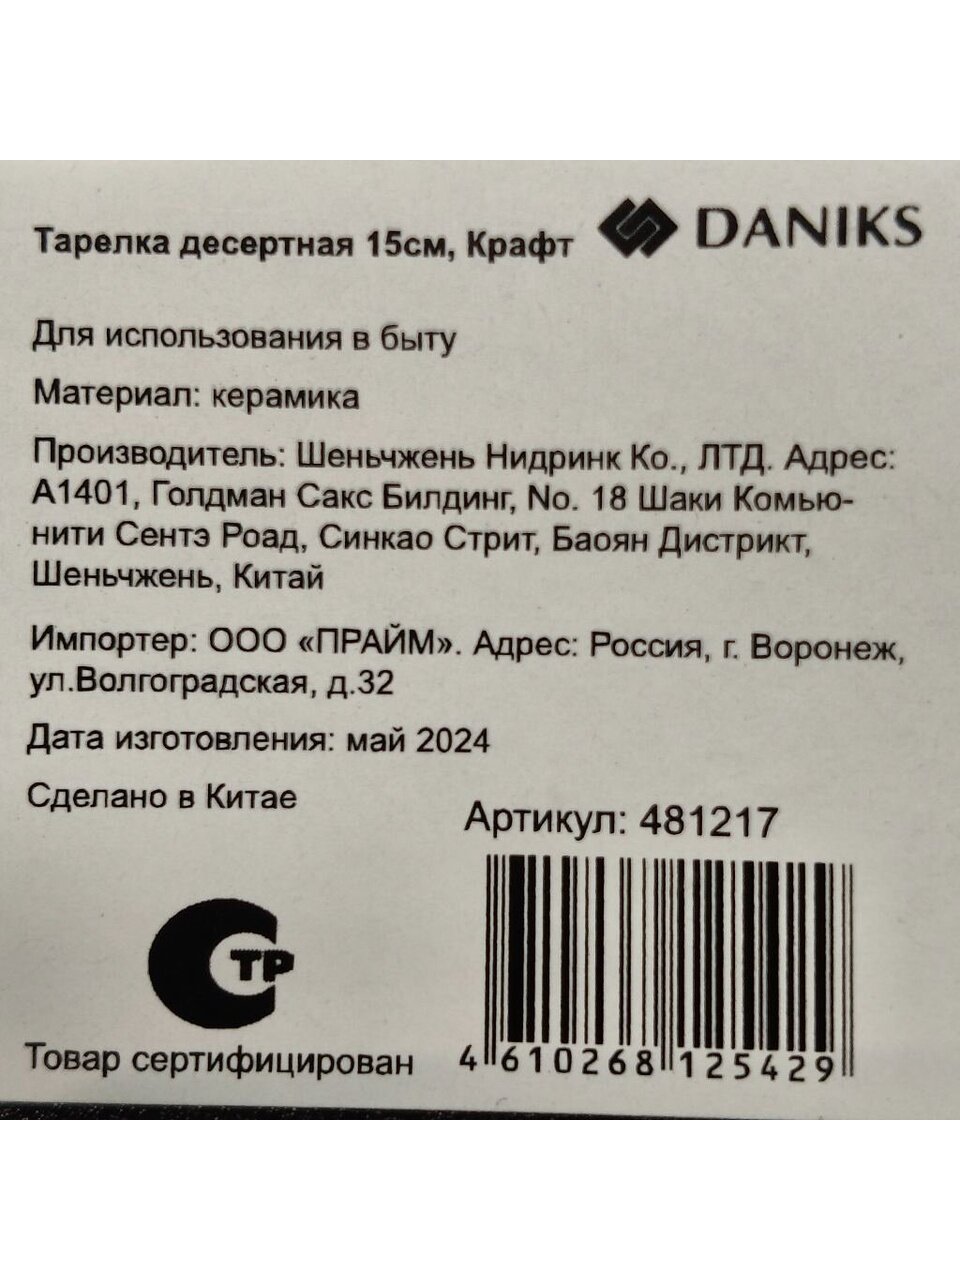 Тарелка десертная 15см, Крафт DANIKS
Для использования в быту
Материал: керамика
Производитель: Шеньчжень Нидринк Ко., ЛТД. Адрес:
А1401, Голдман Сакс Билдинг, No. 18 Шаки Комью-
нити Сентэ Роад, Синкао Стрит, Баоян Дистрикт,
Шеньчжень, Китай
Импортер: ООО «ПРАЙМ». Адрес: Россия, г. Воронеж,
ул.Волгоградская, д.32
Дата изготовления: май 2024
Сделано в Китае
Артикул: 481217
СТР
Товар сертифицирован
4 610268 125429